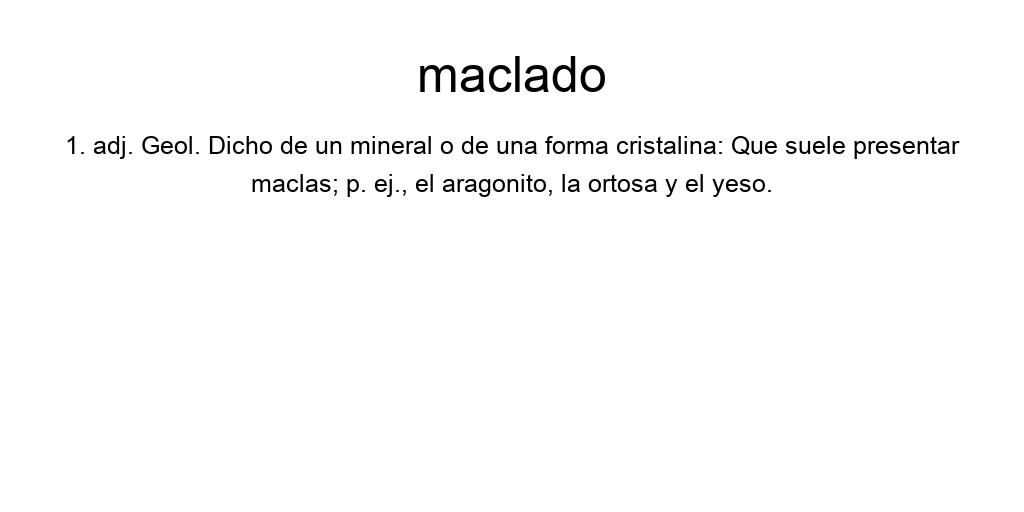 maclado
1. adj. Geol. Dicho de un mineral o de una forma cristalina: Que suele presentar
maclas; p. ej., el aragonito, la ortosa y el yeso.